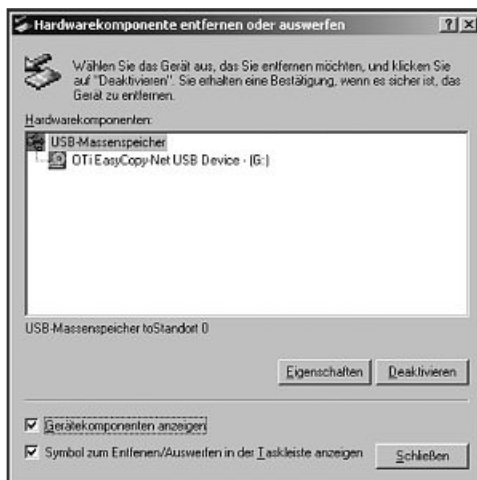 Hardwarekomponente entfernen oder auswerfen
Wählen Sie das Gerät aus, das Sie entfernen möchten, und klicken Sie
auf "Deaktivieren". Sie erhalten eine Bestätigung, wenn es sicher ist, das
Gerät zu entfernen.
Hardwarekomponenten:
USB-Massenspeicher
OTi EasyCopy-Net USB Device - (G:)
USB-Massenspeicher toStandort 0
Eigenschaften
Deaktivieren
Gerätekomponenten anzeigen
Symbol zum Entfernen/Auswerfen in der Taskleiste anzeigen
Schließen